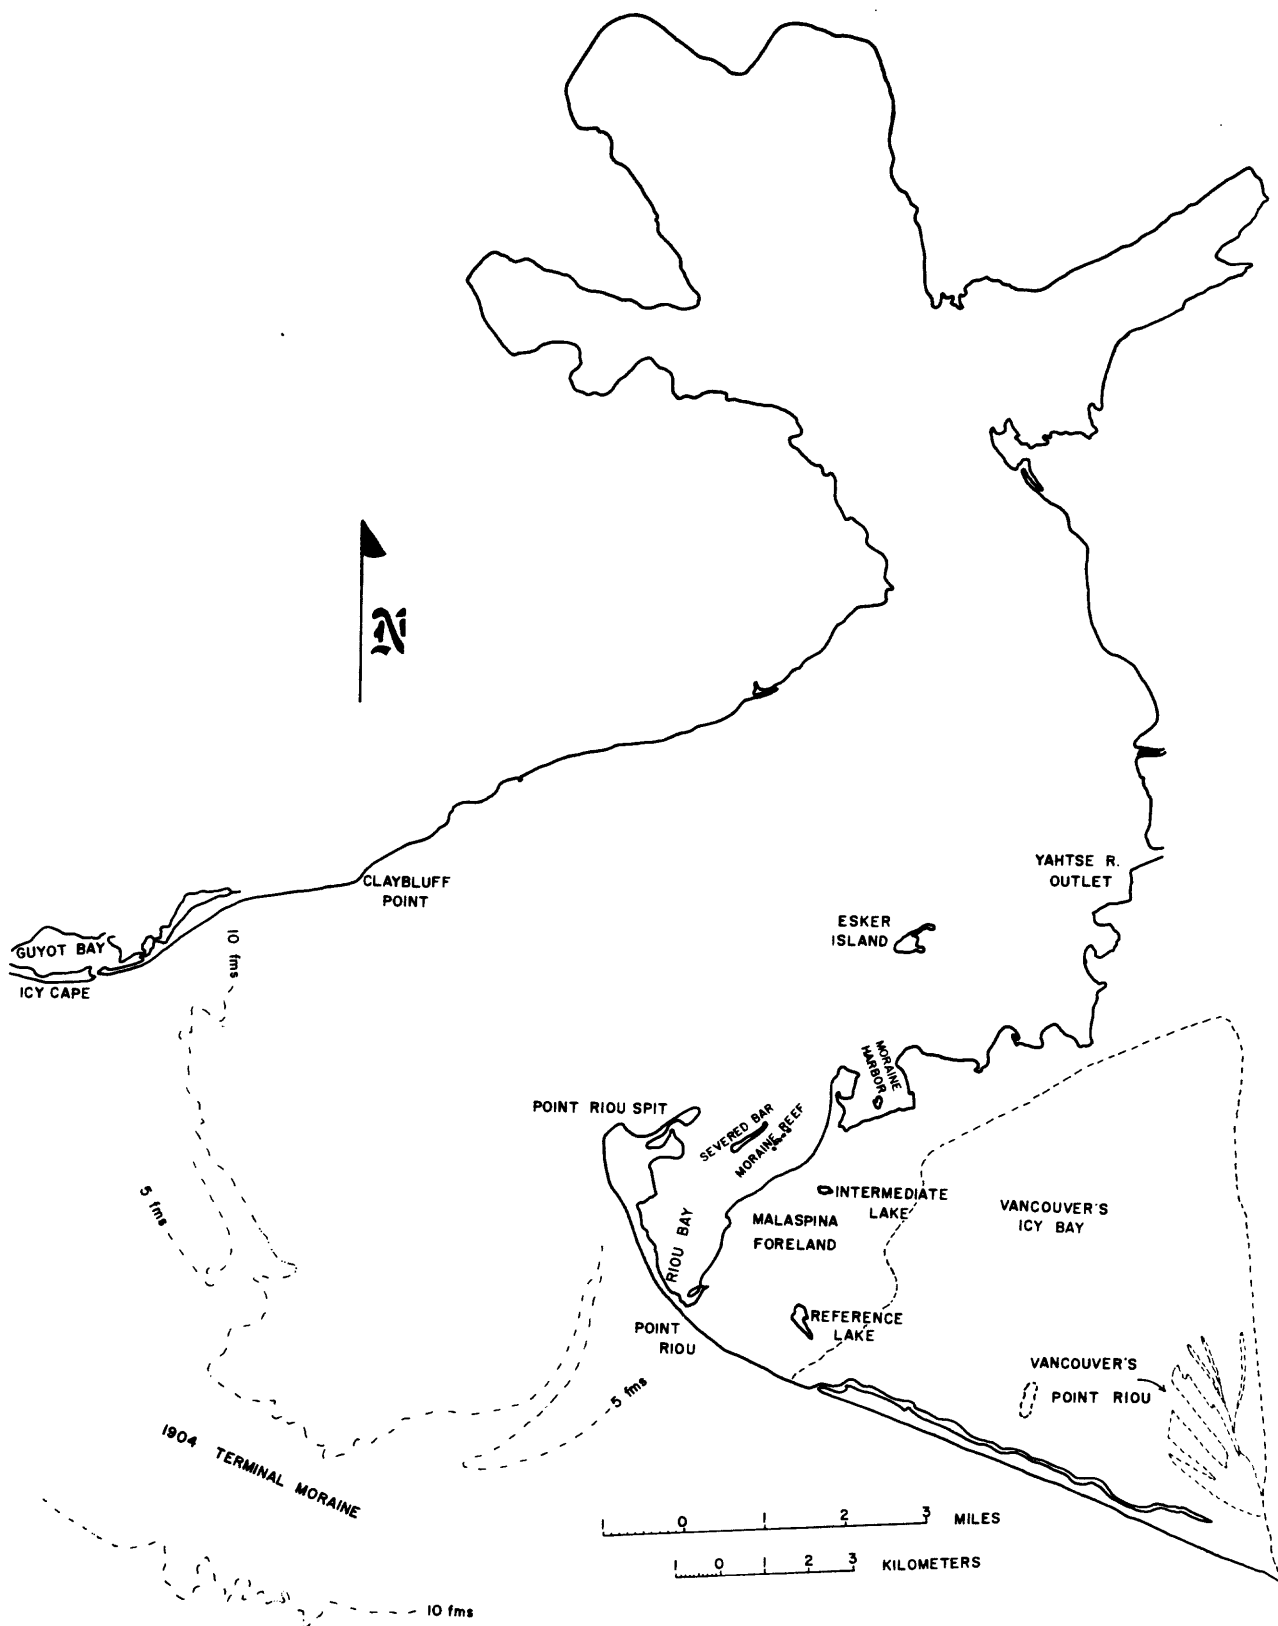 N
CLAYBLUFF
POINT
YAHTSE R.
OUTLET
ESKER
ISLAND
GUYOT BAY
ICY CAPE
10 fms
MORAINE
HARBOR
POINT RIOU SPIT
SEVERED BAR
MORAINE REEF
5 fms
INTERMEDIATE
LAKE
VANCOUVER'S
ICY BAY
MALASPINA
FORELAND
RIOU BAY
REFERENCE
LAKE
POINT
RIOU
VANCOUVER'S
POINT RIOU
5 fms
1904 TERMINAL MORAINE
1 0 1 2 3 MILES
1 0 1 2 3 KILOMETERS
10 fms